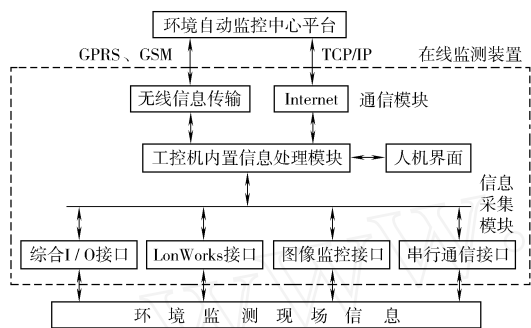 环境自动监控中心平台
GPRS、GSM
TCP/IP
在线监测装置
无线信息传输
Internet
通信模块
工控机内置信息处理模块
人机界面
信息
采集
模块
综合I/O接口
LonWorks接口
图像监控接口
串行通信接口
环境监测现场信息
WWW.